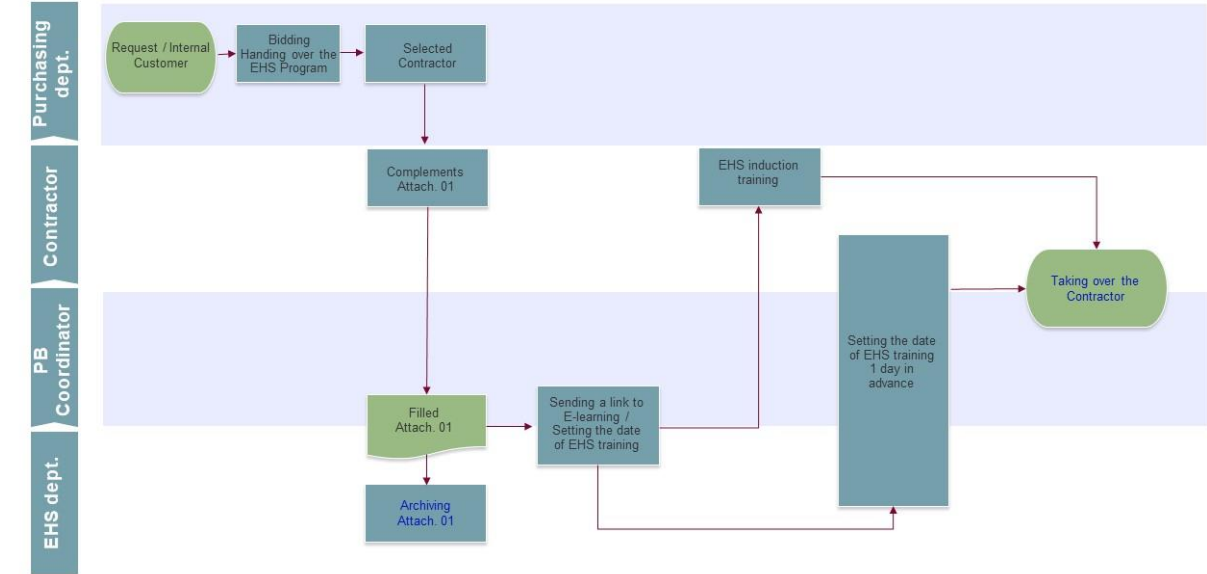 Purchasing
dept.
Request / Internal
Customer
Bidding
Handing over the
EHS Program
Selected
Contractor
Contractor
Complements
Attach. 01
EHS induction
training
Taking over the
Contractor
PB
Coordinator
Setting the date
of EHS training
1 day in
advance
Filled
Attach. 01
Sending a link to
E-learning /
Setting the date
of EHS training
EHS dept.
Archiving
Attach. 01